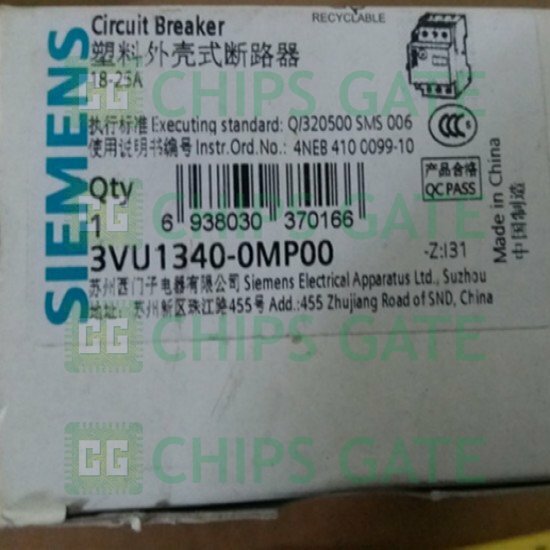 SIEMENS
RECYCLABLE
Circuit Breaker
塑料外壳式断路器
18-25A
执行标准 Executing standard: Q/320500 SMS 006
使用说明书编号 Instr.Ord.No.: 4NEB 410 0099-10
CCC
产品合格
QC PASS
Qty
1
6 938030 370166
3VU1340-0MP00
-Z:I31
苏州西门子电器有限公司 Siemens Electrical Apparatus Ltd., Suzhou
地址: 苏州新区珠江路455号 Add.:455 Zhujiang Road of SND, China
Made in China
中国制造
CG CHIPS GATE
CG CHIPS GATE
CG CHIPS GATE
CG CHIPS GATE